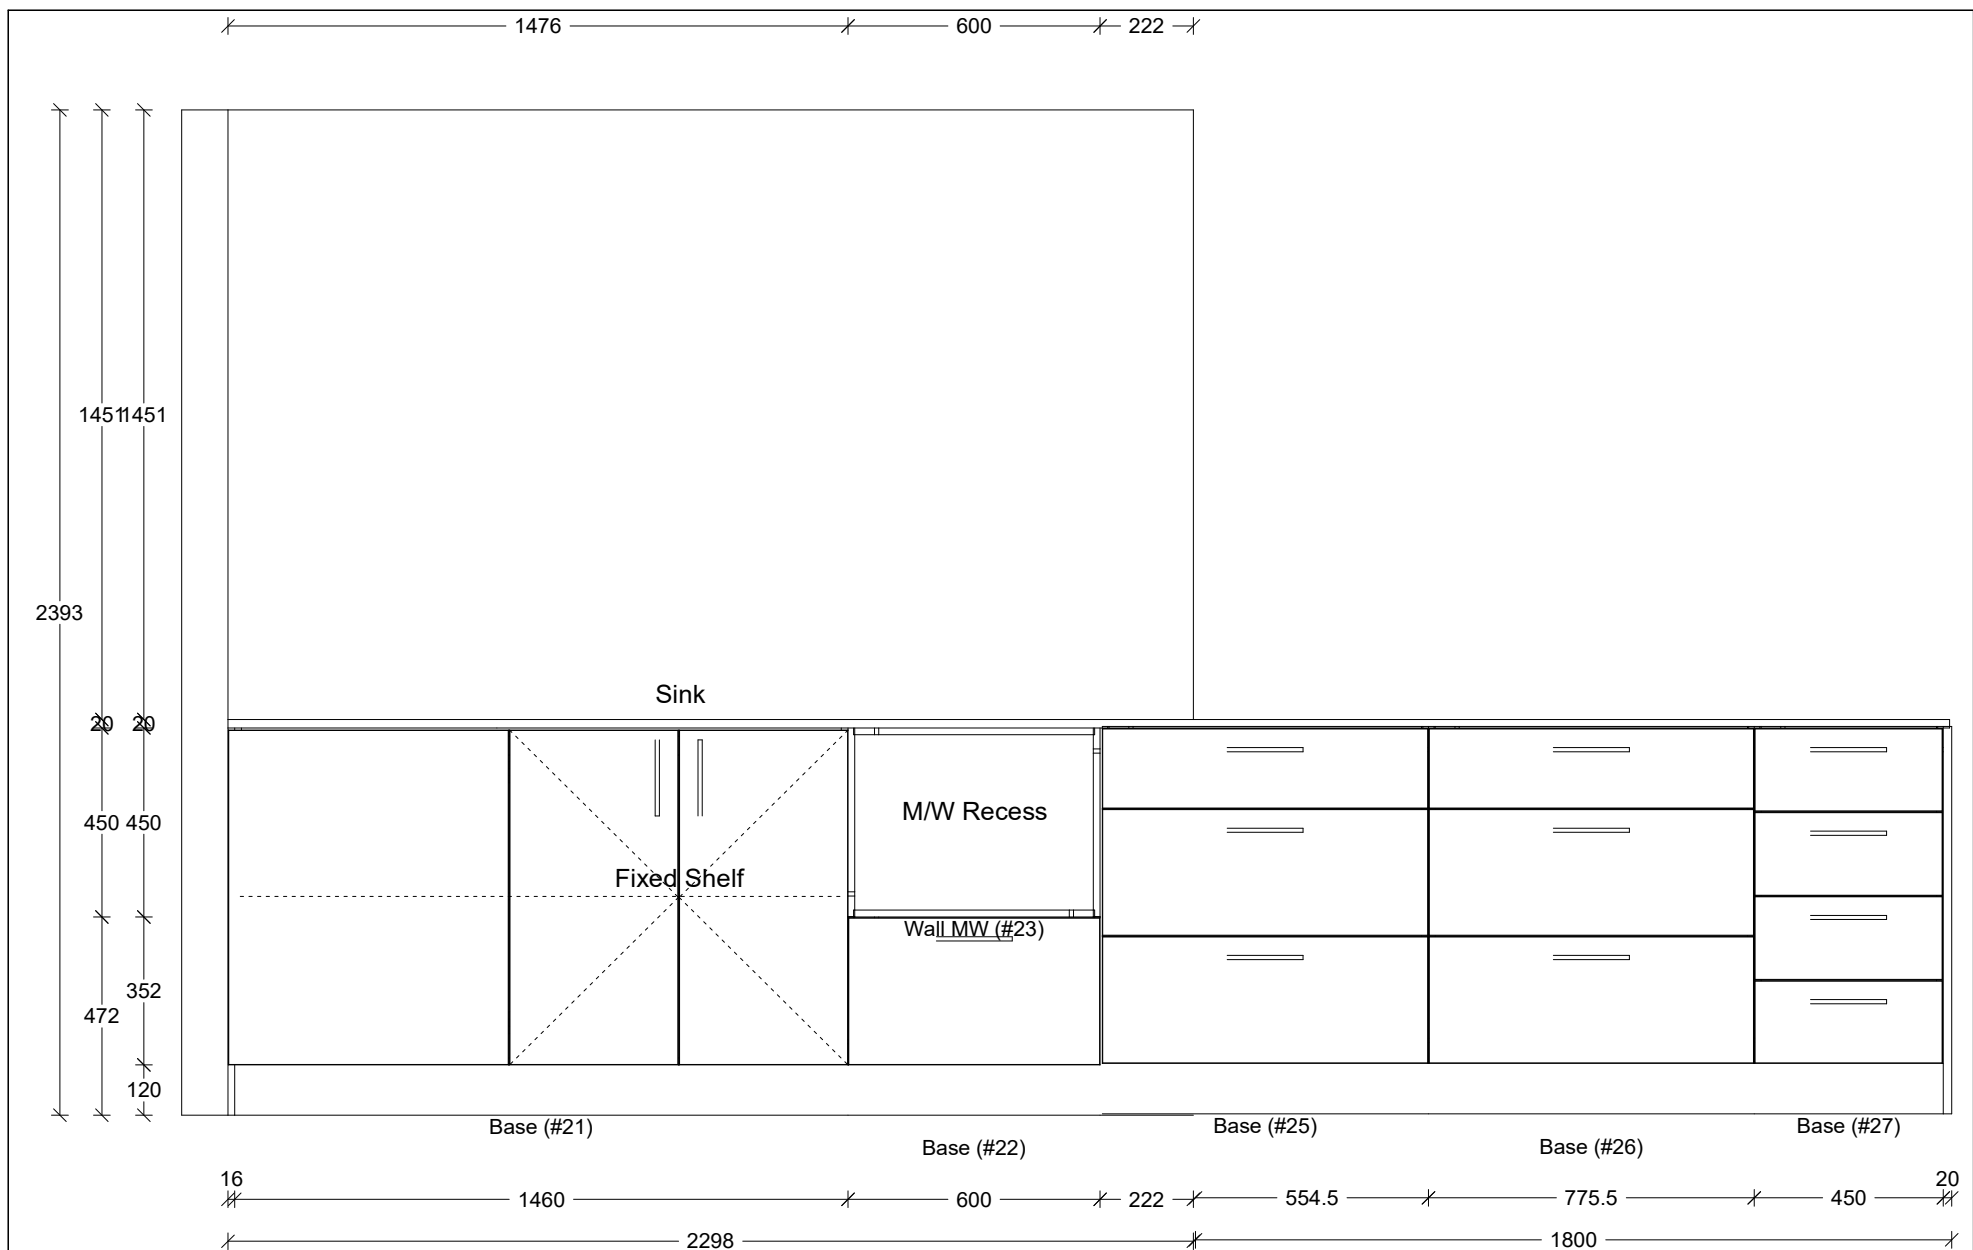 1476 600 222
1451 1451
2393
Sink
20 20
M/W Recess
450 450
Fixed Shelf
Wall MW (#23)
352
472
120
Base (#21) Base (#25) Base (#27)
Base (#22) Base (#26)
16 20
1460 600 222 554.5 775.5 450
2298 1800